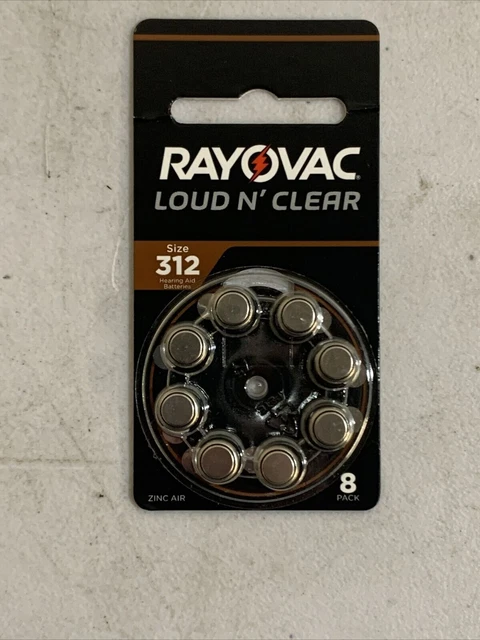 RAYOVAC
LOUD N' CLEAR
Size
312
Hearing Aid
Batteries
ZINC AIR
8
PACK